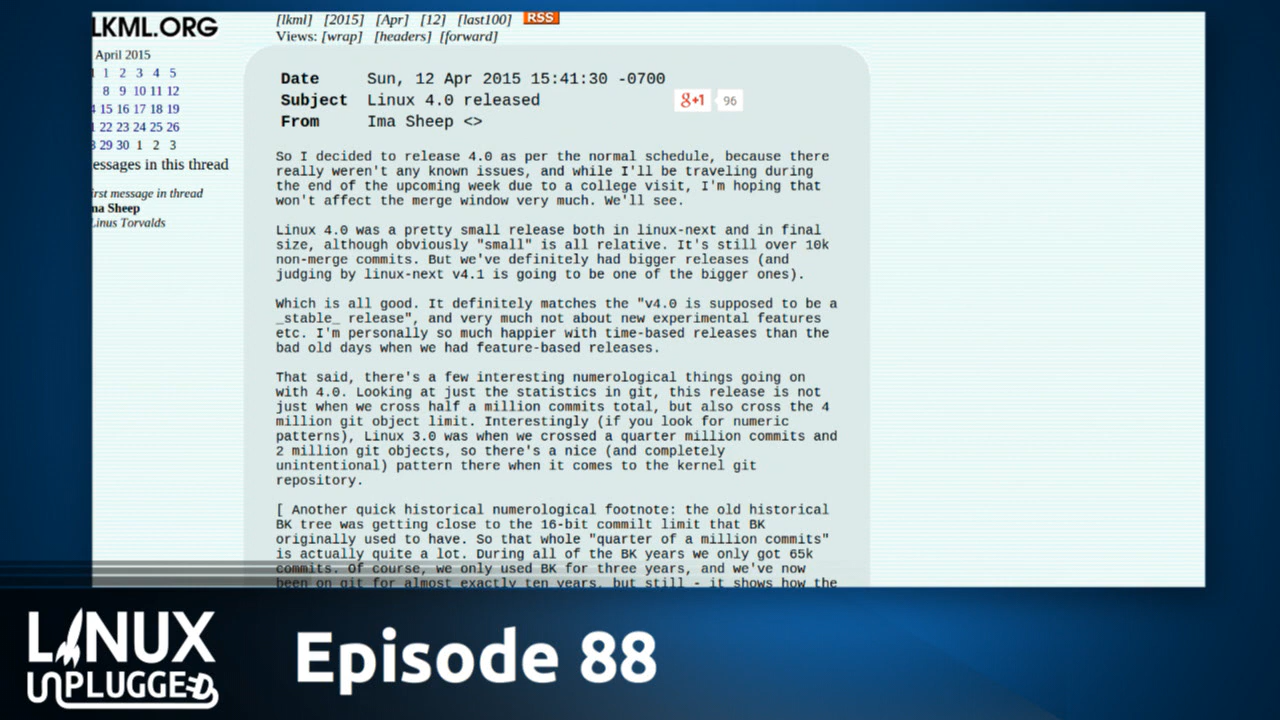 LKML.ORG
[lkml] [2015] [Apr] [12] [last100] RSS
Views: [wrap] [headers] [forward]
April 2015
1 1 2 3 4 5
8 9 10 11 12
4 15 16 17 18 19
1 22 23 24 25 26
8 29 30 1 2 3
essages in this thread
irst message in thread
ma Sheep
Linus Torvalds
Date Sun, 12 Apr 2015 15:41:30 -0700
Subject Linux 4.0 released g+1 96
From Ima Sheep <>
So I decided to release 4.0 as per the normal schedule, because there
really weren't any known issues, and while I'll be traveling during
the end of the upcoming week due to a college visit, I'm hoping that
won't affect the merge window very much. We'll see.
Linux 4.0 was a pretty small release both in linux-next and in final
size, although obviously "small" is all relative. It's still over 10k
non-merge commits. But we've definitely had bigger releases (and
judging by linux-next v4.1 is going to be one of the bigger ones).
Which is all good. It definitely matches the "v4.0 is supposed to be a
_stable_ release", and very much not about new experimental features
etc. I'm personally so much happier with time-based releases than the
bad old days when we had feature-based releases.
That said, there's a few interesting numerological things going on
with 4.0. Looking at just the statistics in git, this release is not
just when we cross half a million commits total, but also cross the 4
million git object limit. Interestingly (if you look for numeric
patterns), Linux 3.0 was when we crossed a quarter million commits and
2 million git objects, so there's a nice (and completely
unintentional) pattern there when it comes to the kernel git
repository.
[ Another quick historical numerological footnote: the old historical
BK tree was getting close to the 16-bit commilt limit that BK
originally used to have. So that whole "quarter of a million commits"
is actually quite a lot. During all of the BK years we only got 65k
commits. Of course, we only used BK for three years, and we've now
been on git for almost exactly ten years, but still - it shows how the
LINUX
UNPLUGGED
Episode 88